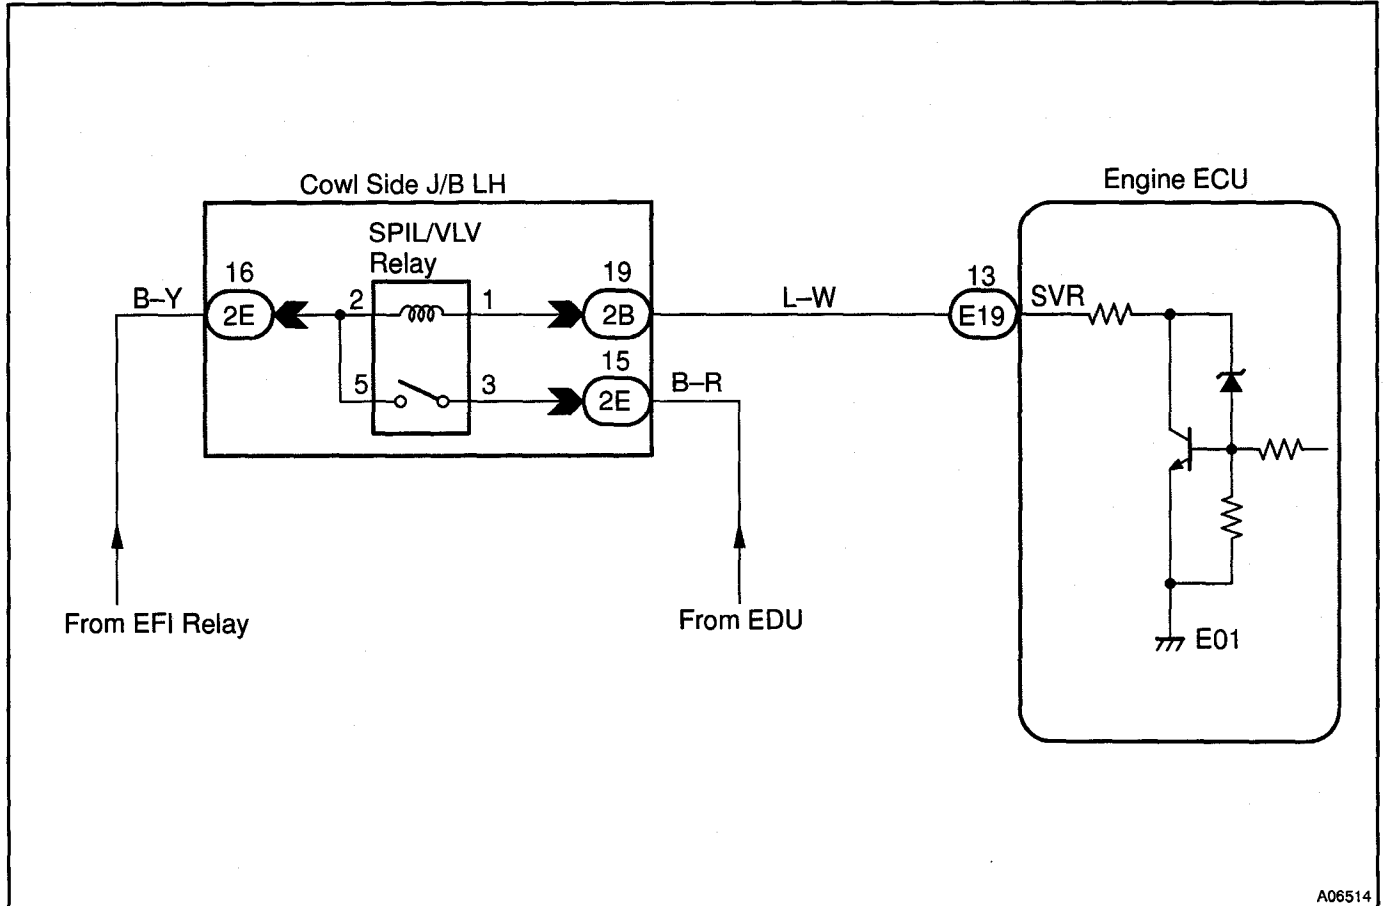 Cowl Side J/B LH
Engine ECU
SPIL/VLV
Relay
16
19
13
B–Y
2E
2
1
2B
L–W
E19
SVR
15
5
3
2E
B–R
From EFI Relay
From EDU
E01
A06514